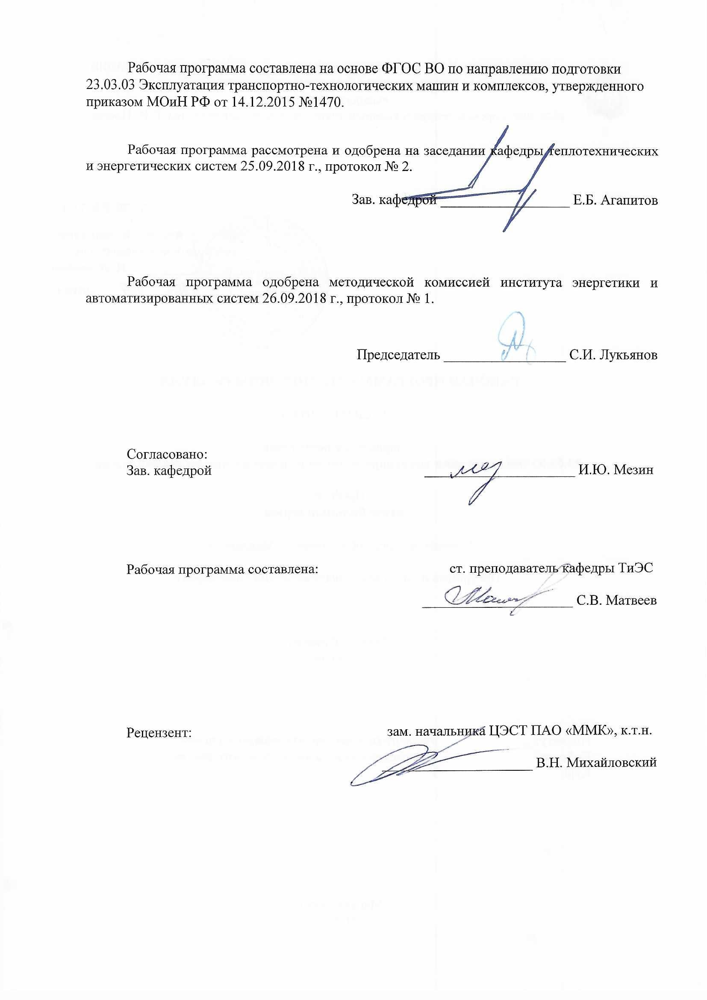 Рабочая программа составлена на основе ФГОС ВО по направлению подготовки
23.03.03 Эксплуатация транспортно-технологических машин и комплексов, утвержденного
приказом МОиН РФ от 14.12.2015 №1470.
Рабочая программа рассмотрена и одобрена на заседании кафедры теплотехнических
и энергетических систем 25.09.2018 г., протокол № 2.
Зав. кафедрой ___________________ Е.Б. Агапитов
Рабочая программа одобрена методической комиссией института энергетики и
автоматизированных систем 26.09.2018 г., протокол № 1.
Председатель __________________ С.И. Лукьянов
Согласовано:
Зав. кафедрой ______________________ И.Ю. Мезин
Рабочая программа составлена: ст. преподаватель кафедры ТиЭС
______________________ С.В. Матвеев
Рецензент: зам. начальника ЦЭСТ ПАО «ММК», к.т.н.
______________________ В.Н. Михайловский